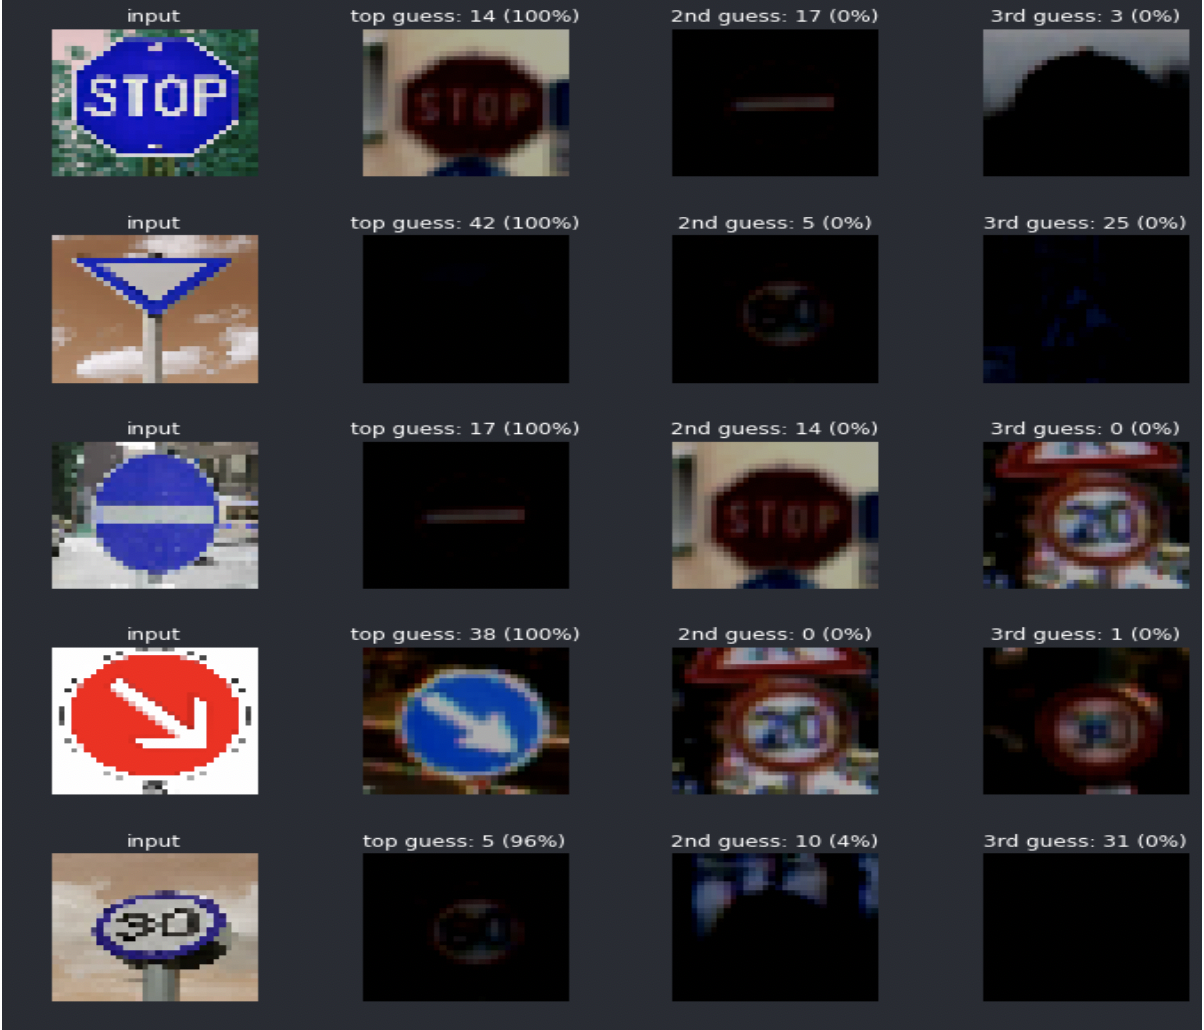 input top guess: 14 (100%) 2nd guess: 17 (0%) 3rd guess: 3 (0%)
STOP STOP
input top guess: 42 (100%) 2nd guess: 5 (0%) 3rd guess: 25 (0%)
input top guess: 17 (100%) 2nd guess: 14 (0%) 3rd guess: 0 (0%)
STOP 20
input top guess: 38 (100%) 2nd guess: 0 (0%) 3rd guess: 1 (0%)
20
input top guess: 5 (96%) 2nd guess: 10 (4%) 3rd guess: 31 (0%)
30